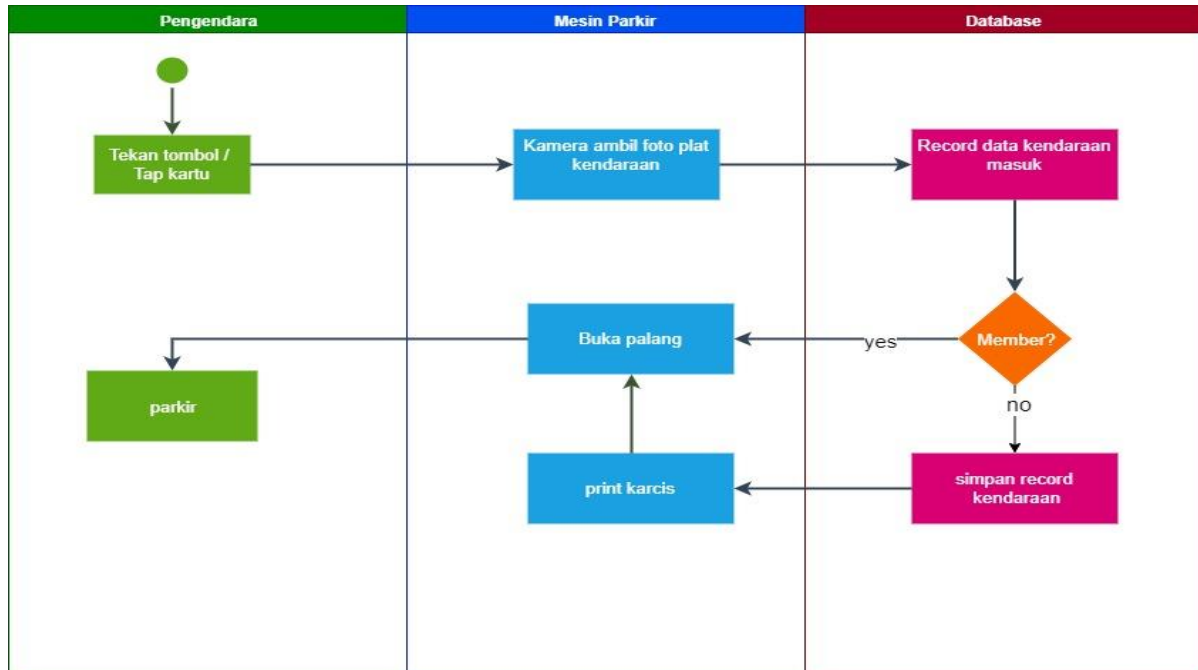 Pengendara
Mesin Parkir
Database
Tekan tombol /
Tap kartu
Kamera ambil foto plat
kendaraan
Record data kendaraan
masuk
Member?
yes
no
Buka palang
parkir
simpan record
kendaraan
print karcis